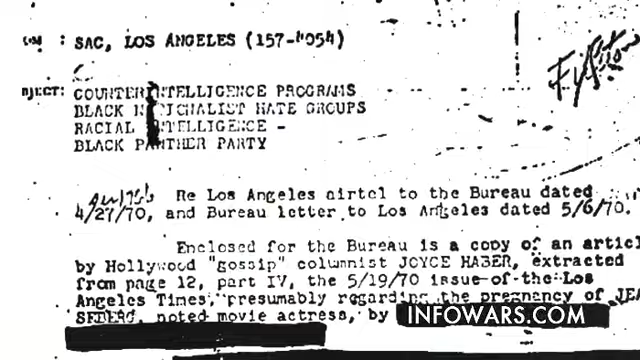 : SAC, LOS ANGELES (157-4054)
COUNTERINTELLIGENCE PROGRAMS
BLACK NATIONALIST HATE GROUPS
RACIAL INTELLIGENCE -
BLACK PANTHER PARTY
Re Los Angeles airtel to the Bureau dated
4/27/70, and Bureau letter to Los Angeles dated 5/6/70.
Enclosed for the Bureau is a copy of an articl
by Hollywood "gossip" columnist JOYCE HABER, extracted
from page 12, part IV, the 5/19/70 issue of the Los
Angeles Times, presumably regarding the pregnancy of JEA
SEBERG, noted movie actress, by
INFOWARS.COM